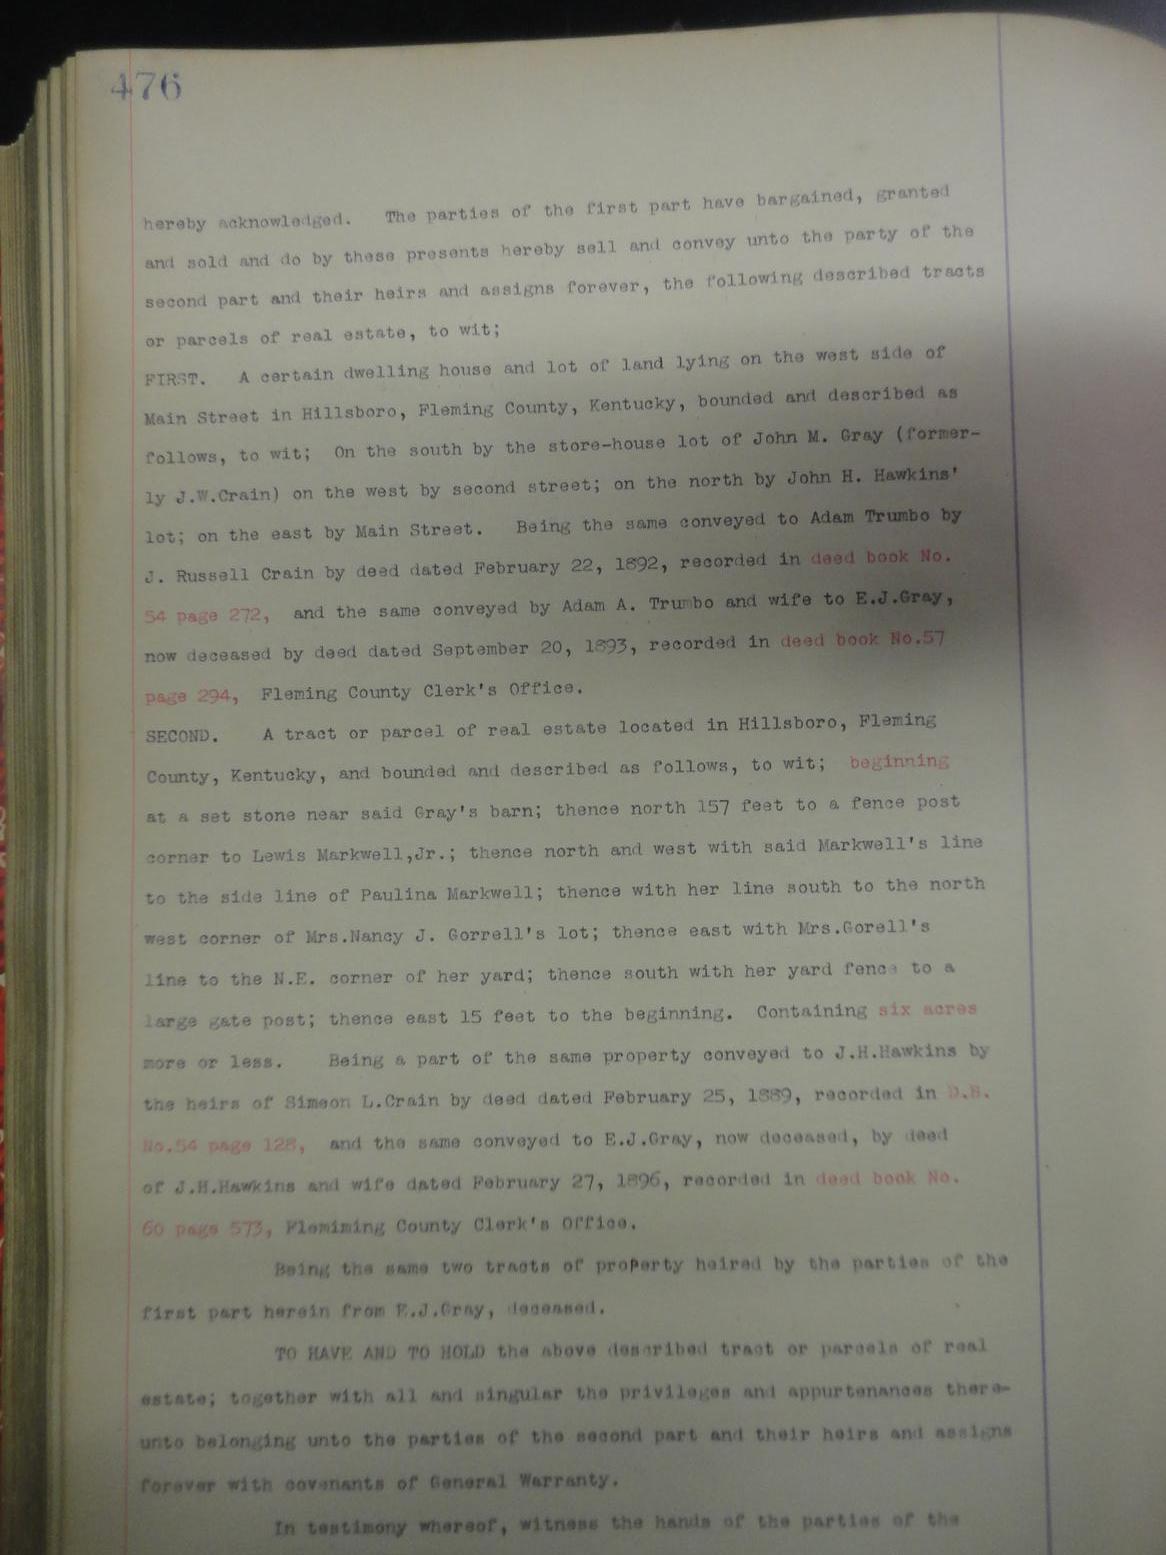 476
hereby acknowledged. The parties of the first part have bargained, granted
and sold and do by these presents hereby sell and convey unto the party of the
second part and their heirs and assigns forever, the following described tracts
or parcels of real estate, to wit;
FIRST. A certain dwelling house and lot of land lying on the west side of
Main Street in Hillsboro, Fleming County, Kentucky, bounded and described as
follows, to wit; On the south by the store-house lot of John M. Gray (former-
ly J.W.Crain) on the west by second street; on the north by John H. Hawkins'
lot; on the east by Main Street. Being the same conveyed to Adam Trumbo by
J. Russell Crain by deed dated February 22, 1892, recorded in deed book No.
54 page 272, and the same conveyed by Adam A. Trumbo and wife to E.J.Gray,
now deceased by deed dated September 20, 1893, recorded in deed book No.57
page 294, Fleming County Clerk's Office.
SECOND. A tract or parcel of real estate located in Hillsboro, Fleming
County, Kentucky, and bounded and described as follows, to wit; beginning
at a set stone near said Gray's barn; thence north 157 feet to a fence post
corner to Lewis Markwell,Jr.; thence north and west with said Markwell's line
to the side line of Paulina Markwell; thence with her line south to the north
west corner of Mrs.Nancy J. Gorrell's lot; thence east with Mrs.Gorell's
line to the N.E. corner of her yard; thence south with her yard fence to a
large gate post; thence east 15 feet to the beginning. Containing six acres
more or less. Being a part of the same property conveyed to J.H.Hawkins by
the heirs of Simeon L.Crain by deed dated February 25, 1889, recorded in D.B.
No.54 page 128, and the same conveyed to E.J.Gray, now deceased, by deed
of J.H.Hawkins and wife dated February 27, 1896, recorded in deed book No.
60 page 573, Flemiming County Clerk's Office.
Being the same two tracts of proPerty heired by the parties of the
first part herein from E.J.Gray, deceased.
TO HAVE AND TO HOLD the above described tract or parcels of real
estate; together with all and singular the privileges and appurtenances there-
unto belonging unto the parties of the second part and their heirs and assigns
forever with covenants of General Warranty.
In testimony whereof, witness the hands of the parties of the